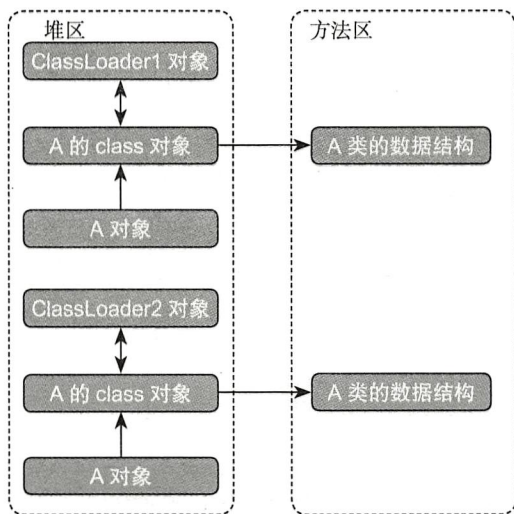 堆区
方法区
ClassLoader1 对象
A 的 class 对象
A 类的数据结构
A 对象
ClassLoader2 对象
A 的 class 对象
A 类的数据结构
A 对象